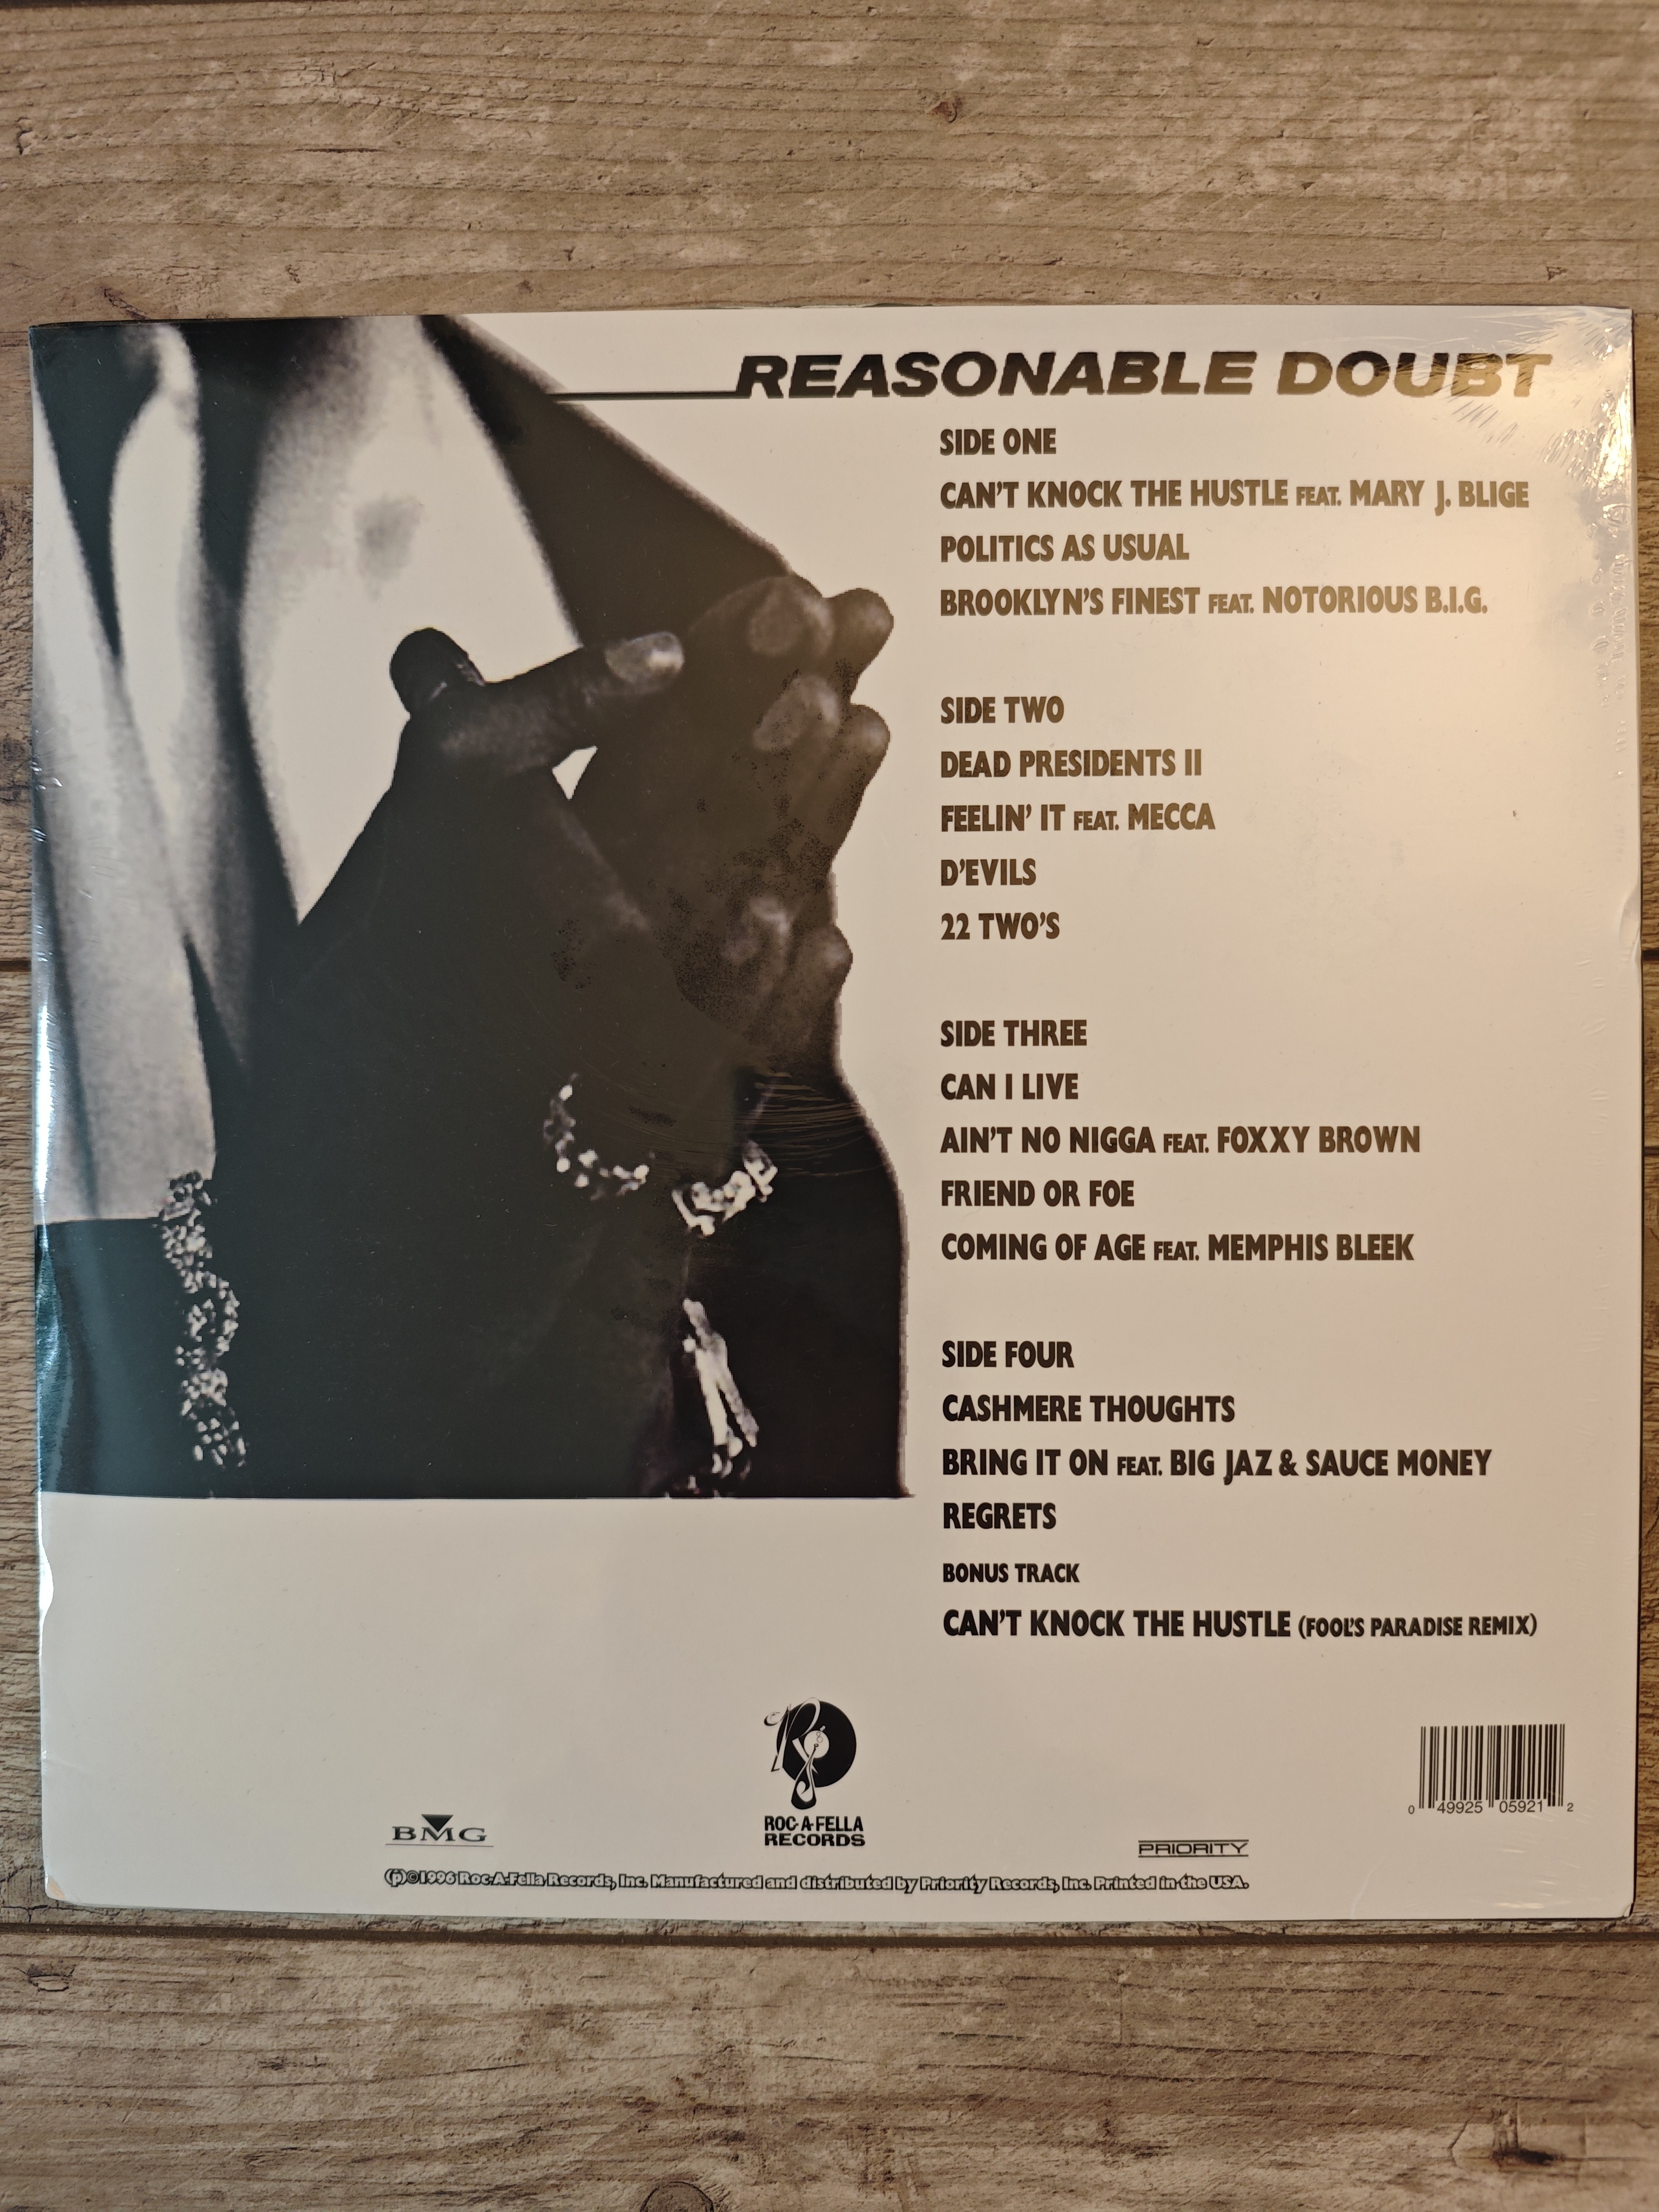 REASONABLE DOUBT
SIDE ONE
CAN'T KNOCK THE HUSTLE FEAT. MARY J. BLIGE
POLITICS AS USUAL
BROOKLYN'S FINEST FEAT. NOTORIOUS B.I.G.
SIDE TWO
DEAD PRESIDENTS II
FEELIN' IT FEAT. MECCA
D'EVILS
22 TWO'S
SIDE THREE
CAN I LIVE
AIN'T NO NIGGA FEAT. FOXXY BROWN
FRIEND OR FOE
COMING OF AGE FEAT. MEMPHIS BLEEK
SIDE FOUR
CASHMERE THOUGHTS
BRING IT ON FEAT. BIG JAZ & SAUCE MONEY
REGRETS
BONUS TRACK
CAN'T KNOCK THE HUSTLE (FOOL'S PARADISE REMIX)
BMG
ROC-A-FELLA
RECORDS
PRIORITY
0 49925 05921 2
(p)©1996 Roc-A-Fella Records, Inc. Manufactured and distributed by Priority Records, Inc. Printed in the USA.